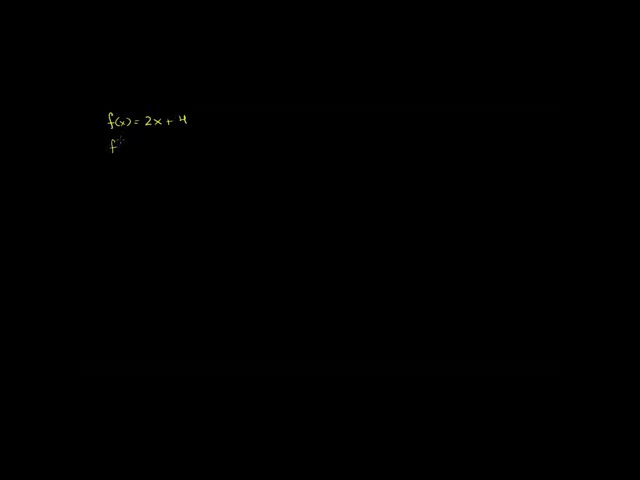 f(x) = 2x + 4
f